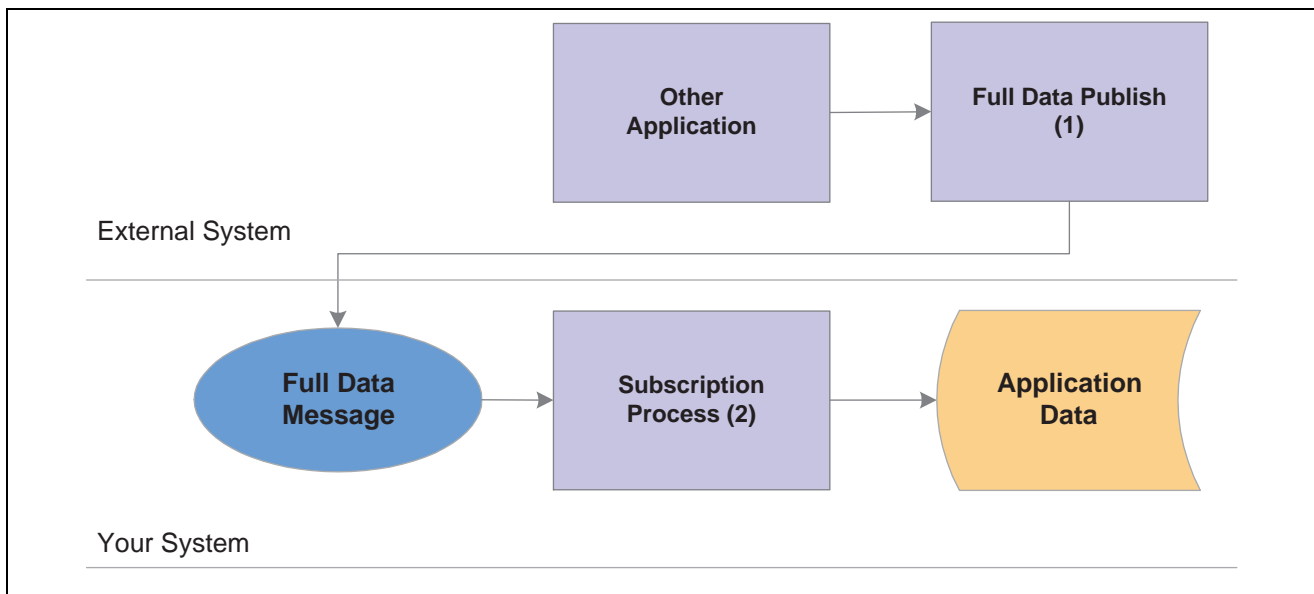 Other
Application
Full Data Publish
(1)
External System
Full Data
Message
Subscription
Process (2)
Application
Data
Your System